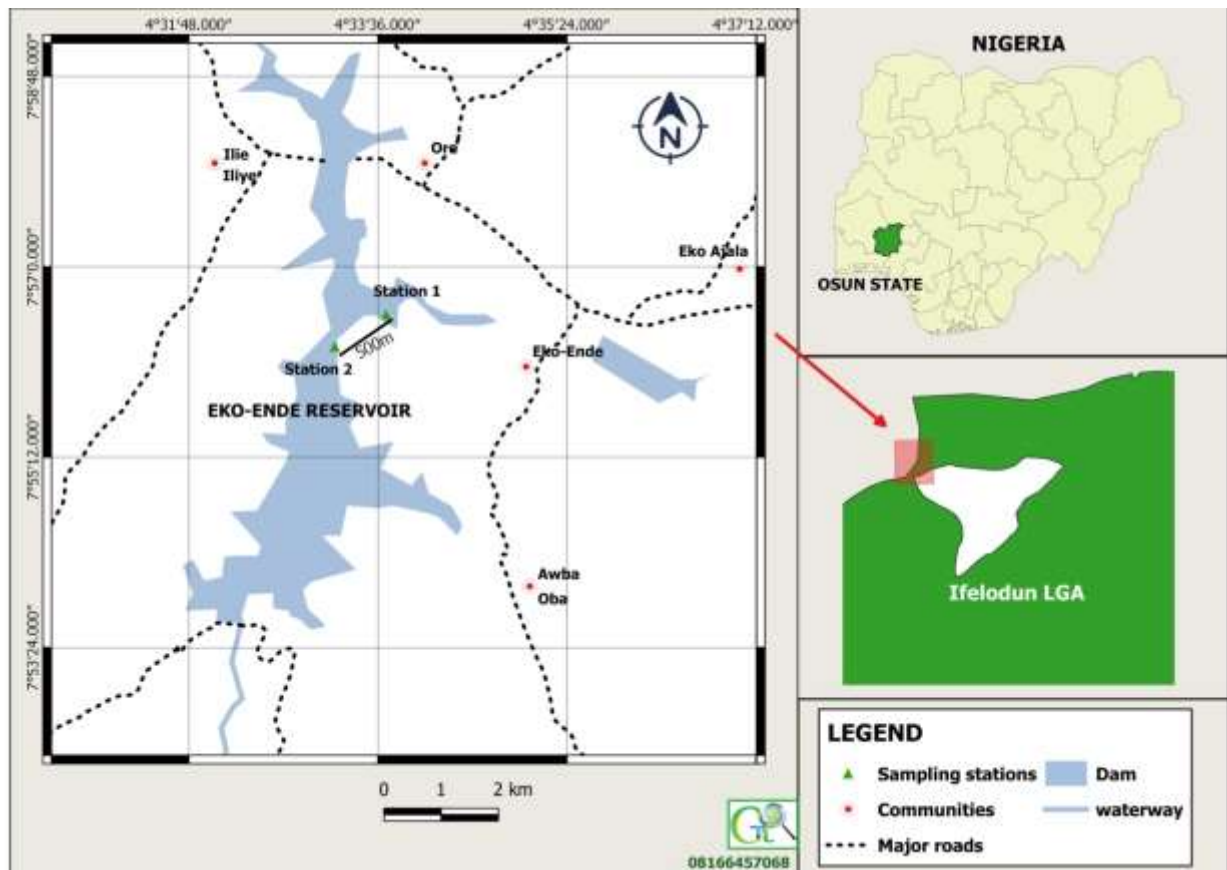 4°31'48.000"
4°33'36.000"
4°35'24.000"
4°37'12.000"
7°58'48.000"
7°57'0.000"
7°55'12.000"
7°53'24.000"
N
Ilie
Iliye
Ore
Eko Ajala
Station 1
500m
Station 2
Eko-Ende
EKO-ENDE RESERVOIR
Awba
Oba
0 1 2 km
08166457068
NIGERIA
OSUN STATE
Ifelodun LGA
LEGEND
Sampling stations
Dam
Communities
waterway
Major roads